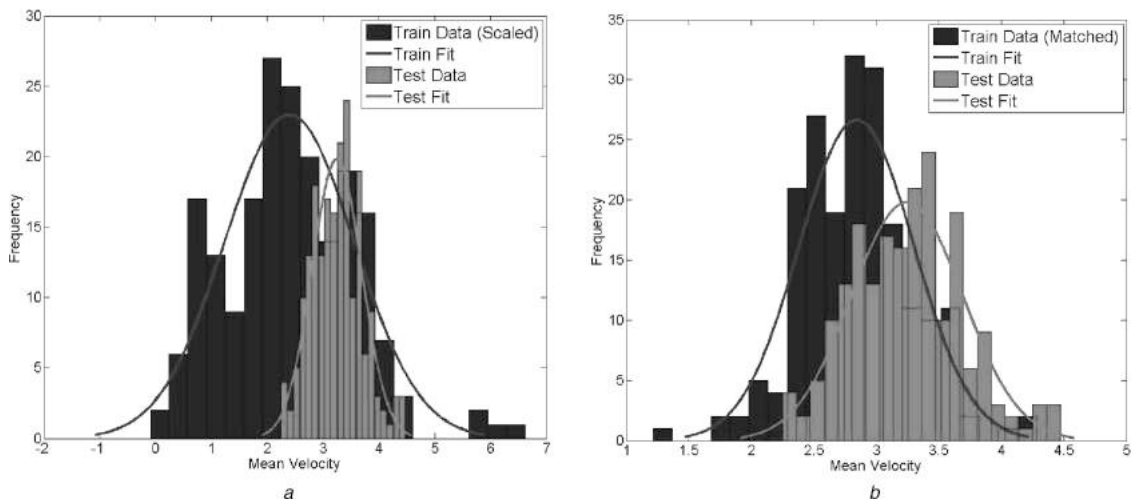 30
25
20
15
10
5
0
Frequency
-2
-1
0
1
2
3
4
5
6
7
Mean Velocity
Train Data (Scaled)
Train Fit
Test Data
Test Fit
a
35
30
25
20
15
10
5
0
Frequency
1
1.5
2
2.5
3
3.5
4
4.5
5
Mean Velocity
Train Data (Matched)
Train Fit
Test Data
Test Fit
b